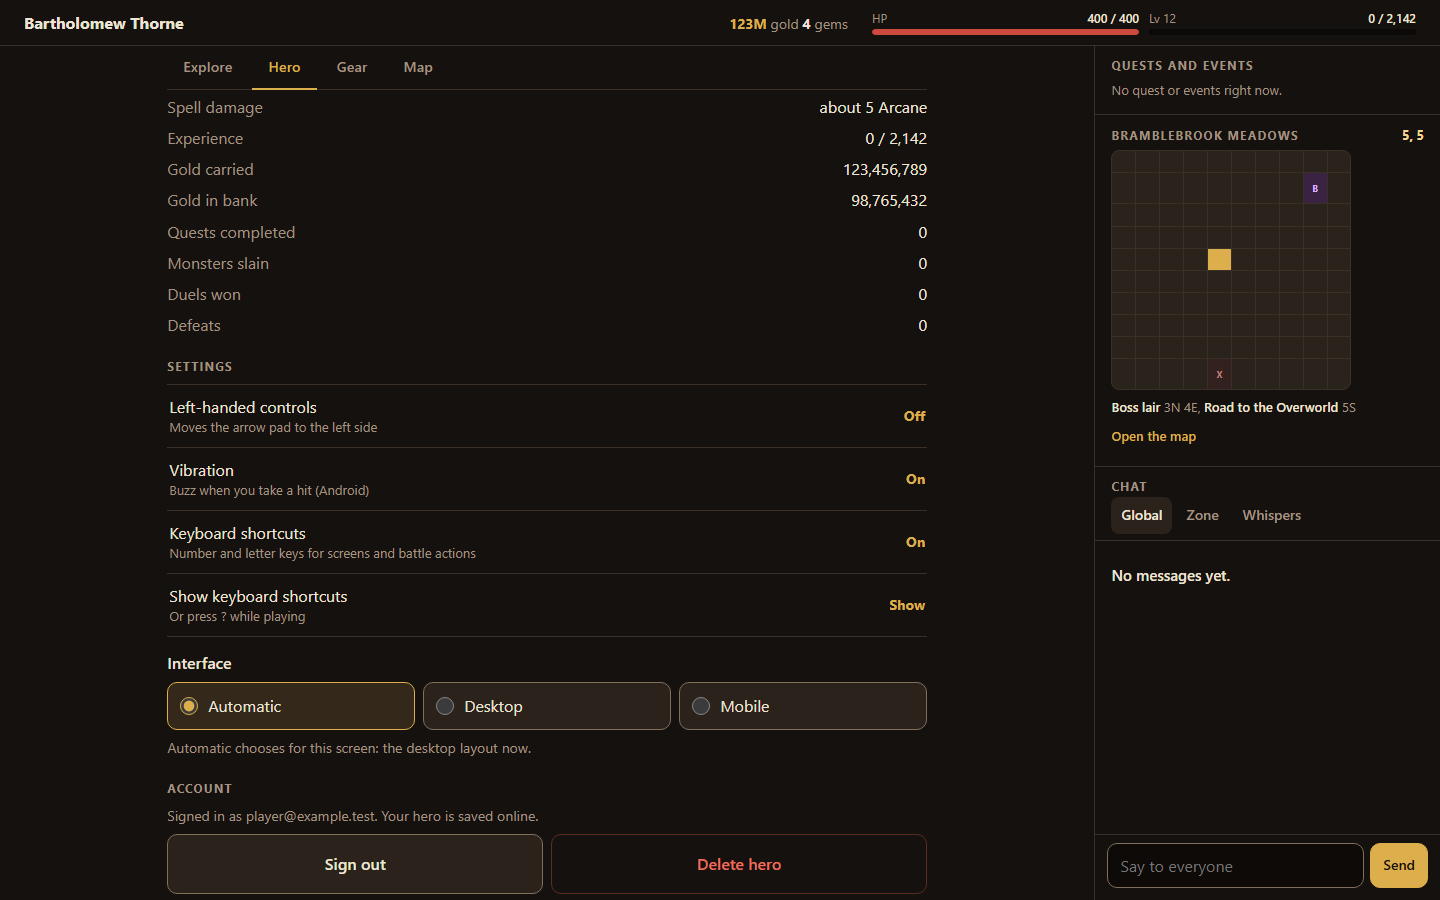 Bartholomew Thorne
123M gold 4 gems
HP 400 / 400
Lv 12 0 / 2,142
Explore Hero Gear Map
Spell damage about 5 Arcane
Experience 0 / 2,142
Gold carried 123,456,789
Gold in bank 98,765,432
Quests completed 0
Monsters slain 0
Duels won 0
Defeats 0
SETTINGS
Left-handed controls
Moves the arrow pad to the left side
Off
Vibration
Buzz when you take a hit (Android)
On
Keyboard shortcuts
Number and letter keys for screens and battle actions
On
Show keyboard shortcuts
Or press ? while playing
Show
Interface
Automatic Desktop Mobile
Automatic chooses for this screen: the desktop layout now.
ACCOUNT
Signed in as player@example.test. Your hero is saved online.
Sign out Delete hero
QUESTS AND EVENTS
No quest or events right now.
BRAMBLEBROOK MEADOWS 5, 5
B
X
Boss lair 3N 4E, Road to the Overworld 5S
Open the map
CHAT
Global Zone Whispers
No messages yet.
Say to everyone Send